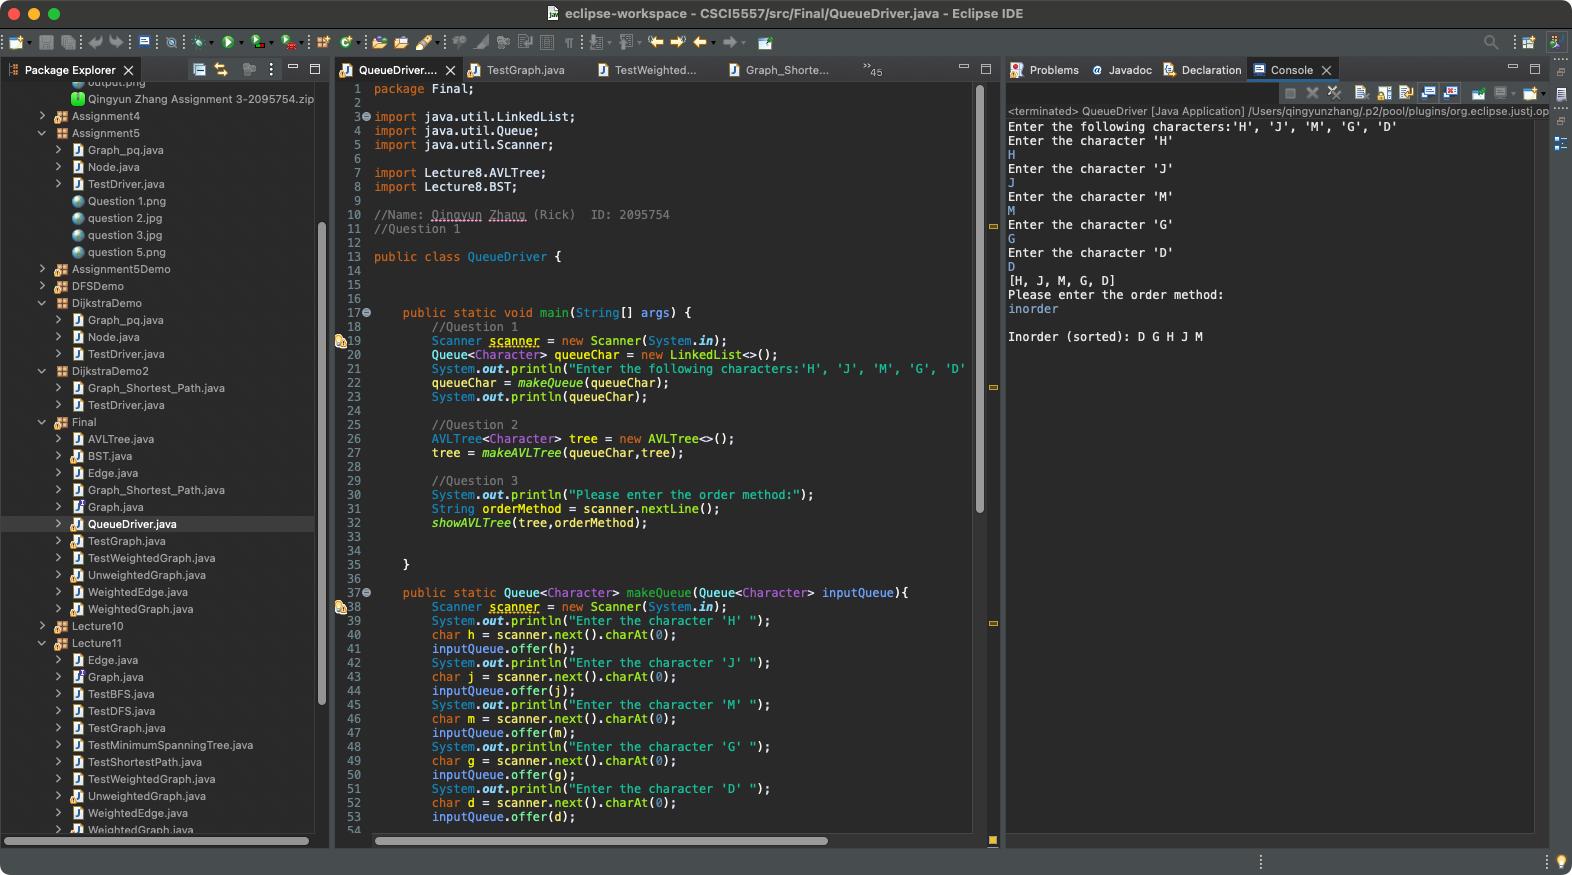 eclipse-workspace - CSCI5557/src/Final/QueueDriver.java - Eclipse IDE
Package Explorer
output.png
Qingyun Zhang Assignment 3-2095754.zip
Assignment4
Assignment5
Graph_pq.java
Node.java
TestDriver.java
Question 1.png
question 2.jpg
question 3.jpg
question 5.png
Assignment5Demo
DFSDemo
DijkstraDemo
Graph_pq.java
Node.java
TestDriver.java
DijkstraDemo2
Graph_Shortest_Path.java
TestDriver.java
Final
AVLTree.java
BST.java
Edge.java
Graph_Shortest_Path.java
Graph.java
QueueDriver.java
TestGraph.java
TestWeightedGraph.java
UnweightedGraph.java
WeightedEdge.java
WeightedGraph.java
Lecture10
Lecture11
Edge.java
Graph.java
TestBFS.java
TestDFS.java
TestGraph.java
TestMinimumSpanningTree.java
TestShortestPath.java
TestWeightedGraph.java
UnweightedGraph.java
WeightedEdge.java
WeightedGraph.java
QueueDriver.... TestGraph.java TestWeighted... Graph_Shorte... »45
1 package Final;
2
3 import java.util.LinkedList;
4 import java.util.Queue;
5 import java.util.Scanner;
6
7 import Lecture8.AVLTree;
8 import Lecture8.BST;
9
10 //Name: Qingyun Zhang (Rick)  ID: 2095754
11 //Question 1
12
13 public class QueueDriver {
14
15
16
17 public static void main(String[] args) {
18 //Question 1
19 Scanner scanner = new Scanner(System.in);
20 Queue<Character> queueChar = new LinkedList<>();
21 System.out.println("Enter the following characters:'H', 'J', 'M', 'G', 'D'
22 queueChar = makeQueue(queueChar);
23 System.out.println(queueChar);
24
25 //Question 2
26 AVLTree<Character> tree = new AVLTree<>();
27 tree = makeAVLTree(queueChar,tree);
28
29 //Question 3
30 System.out.println("Please enter the order method:");
31 String orderMethod = scanner.nextLine();
32 showAVLTree(tree,orderMethod);
33
34
35 }
36
37 public static Queue<Character> makeQueue(Queue<Character> inputQueue){
38 Scanner scanner = new Scanner(System.in);
39 System.out.println("Enter the character 'H' ");
40 char h = scanner.next().charAt(0);
41 inputQueue.offer(h);
42 System.out.println("Enter the character 'J' ");
43 char j = scanner.next().charAt(0);
44 inputQueue.offer(j);
45 System.out.println("Enter the character 'M' ");
46 char m = scanner.next().charAt(0);
47 inputQueue.offer(m);
48 System.out.println("Enter the character 'G' ");
49 char g = scanner.next().charAt(0);
50 inputQueue.offer(g);
51 System.out.println("Enter the character 'D' ");
52 char d = scanner.next().charAt(0);
53 inputQueue.offer(d);
54
Problems Javadoc Declaration Console
<terminated> QueueDriver [Java Application] /Users/qingyunzhang/.p2/pool/plugins/org.eclipse.justj.op
Enter the following characters:'H', 'J', 'M', 'G', 'D'
Enter the character 'H'
H
Enter the character 'J'
J
Enter the character 'M'
M
Enter the character 'G'
G
Enter the character 'D'
D
[H, J, M, G, D]
Please enter the order method:
inorder
Inorder (sorted): D G H J M